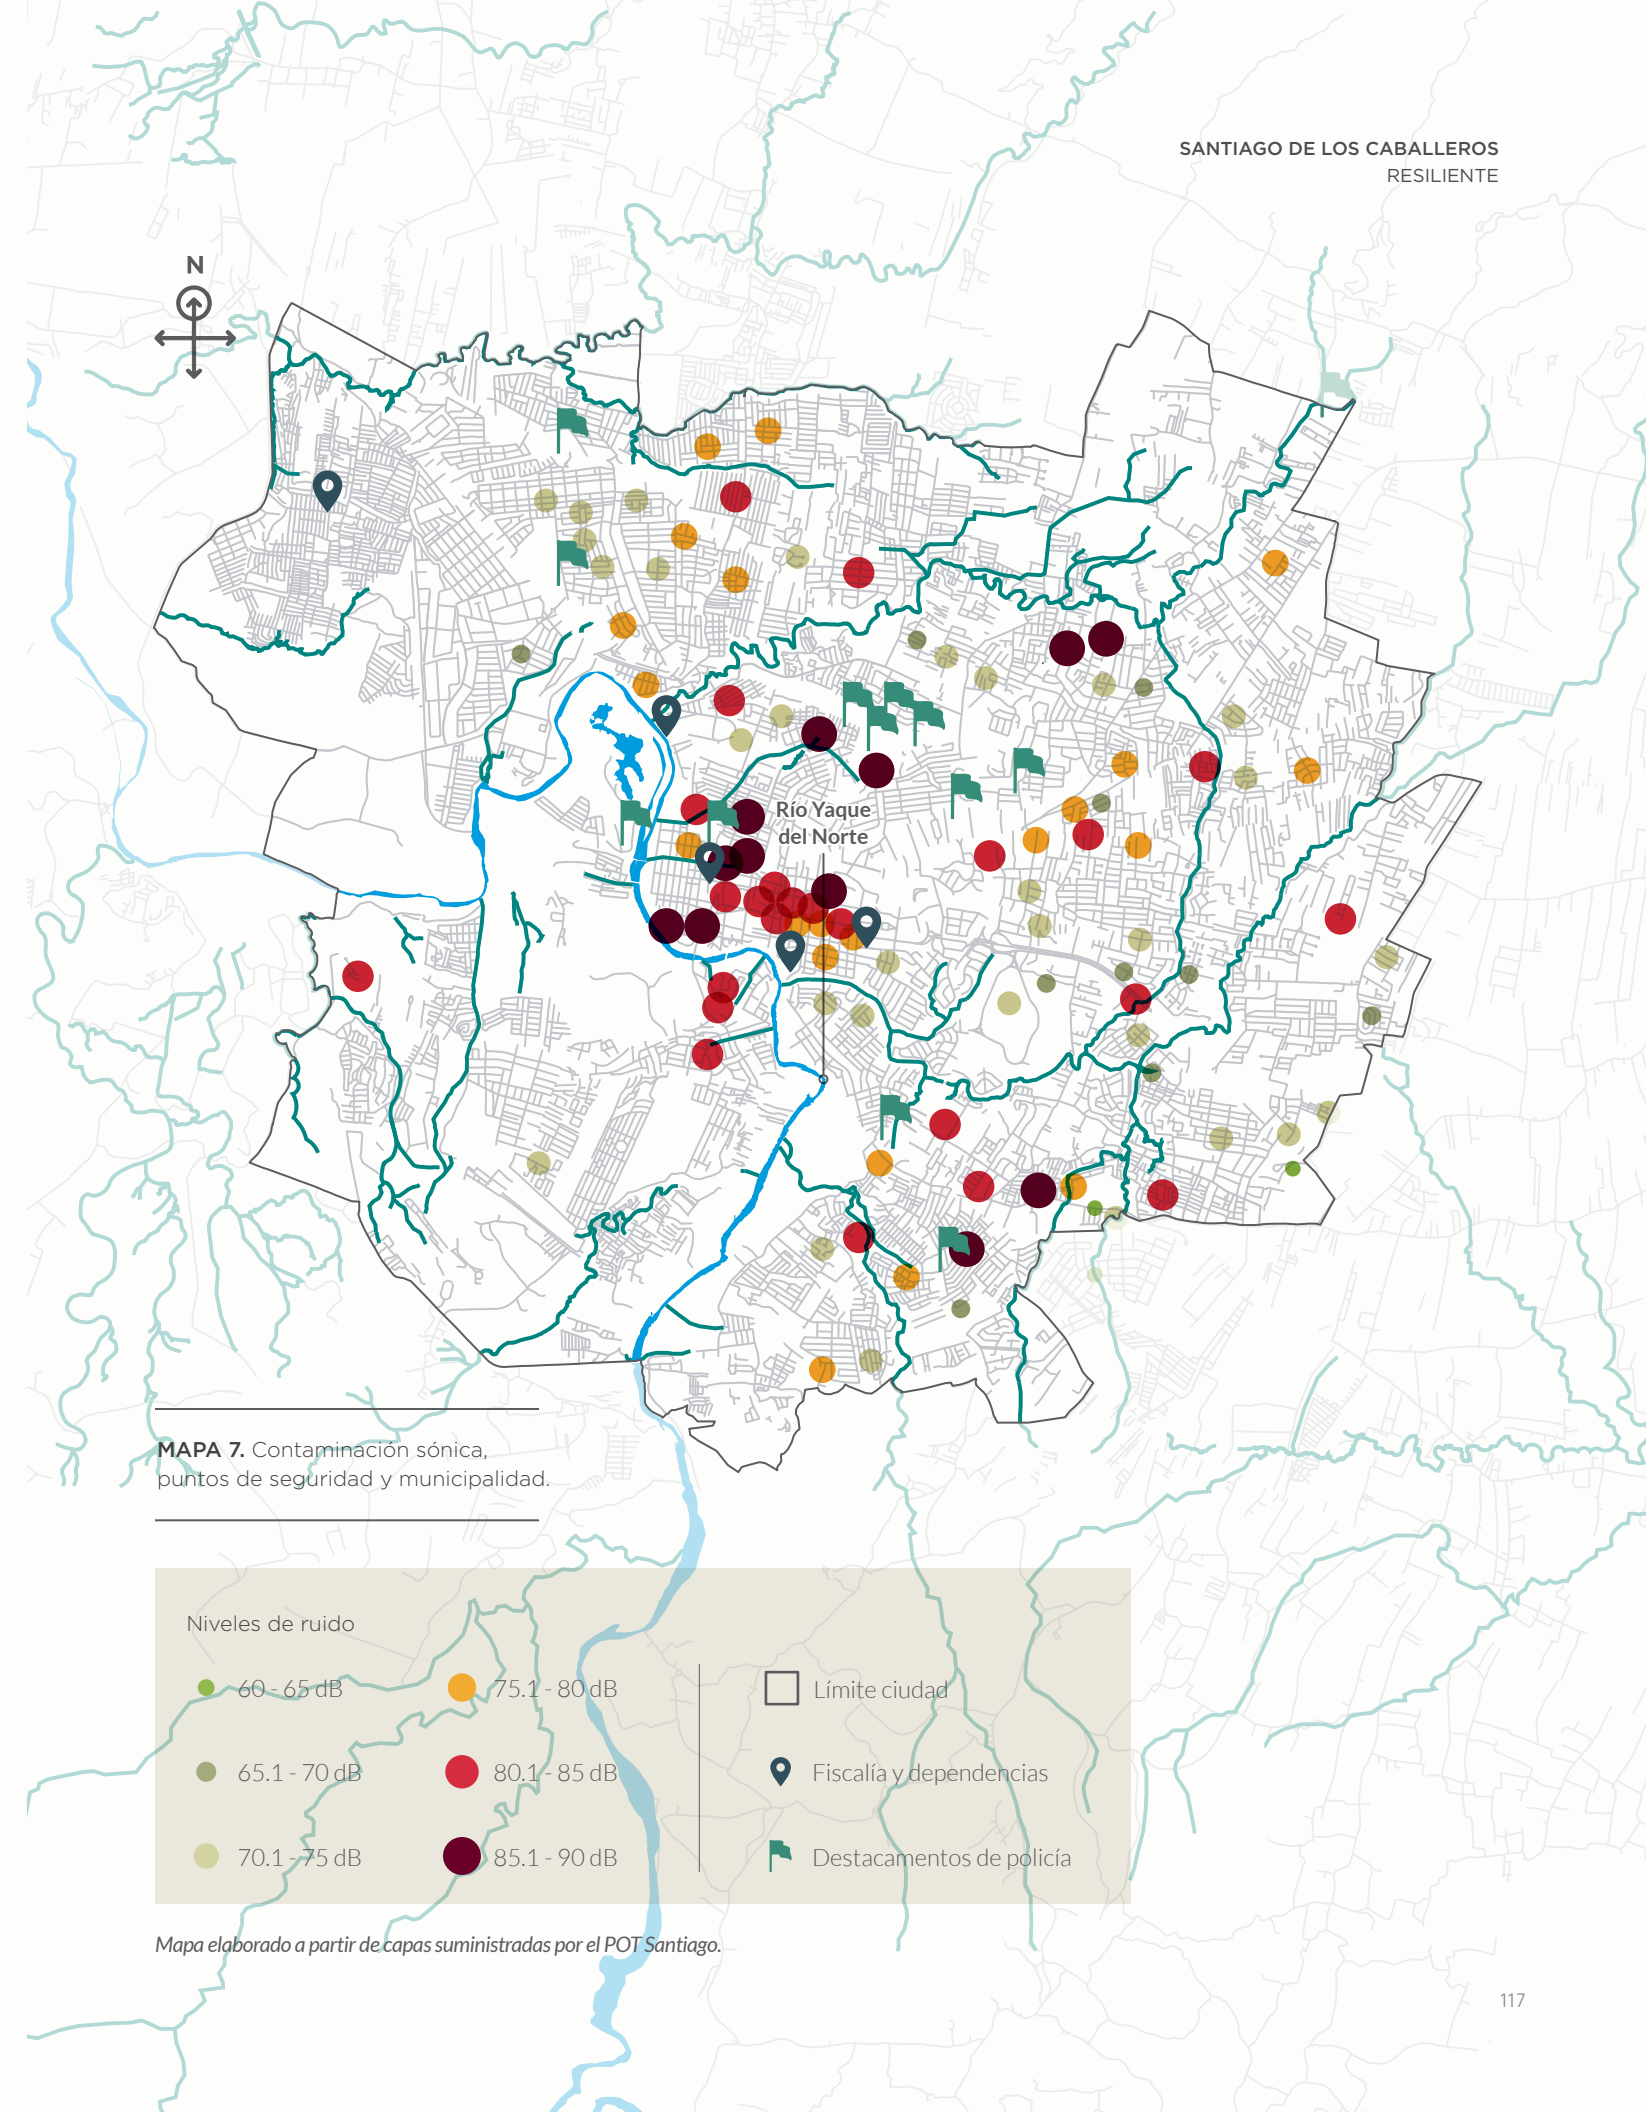 SANTIAGO DE LOS CABALLEROS
RESILIENTE
N
Río Yaque
del Norte
MAPA 7. Contaminación sónica,
puntos de seguridad y municipalidad.
Niveles de ruido
60 - 65 dB
65.1 - 70 dB
70.1 - 75 dB
75.1 - 80 dB
80.1 - 85 dB
85.1 - 90 dB
Límite ciudad
Fiscalía y dependencias
Destacamentos de policía
Mapa elaborado a partir de capas suministradas por el POT Santiago.
117